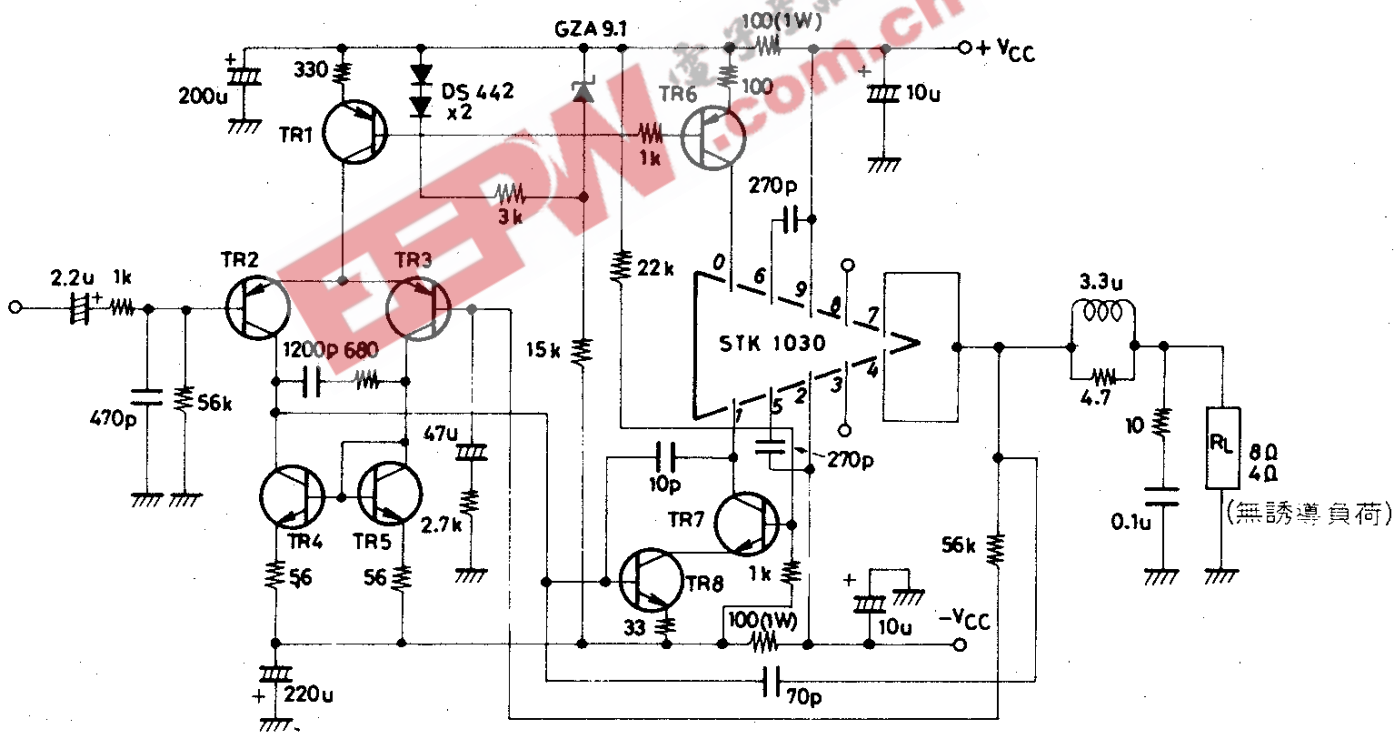 GZA 9.1
100(1W)
+ VCC
330
200u
DS 442
x2
TR6
100
10u
TR1
1k
270p
3k
TR2
TR3
22k
0
6
9
8
7
2.2u
1k
3.3u
STK 1030
1200p
680
15k
4.7
1
5
2
3
4
470p
56k
47u
10
RL
8Ω
4Ω
10p
270p
(無誘導負荷)
TR7
2.7k
TR4
TR5
0.1u
56k
56
56
TR8
1k
33
100(1W)
10u
-VCC
220u
70p
EEPW
.com.cn